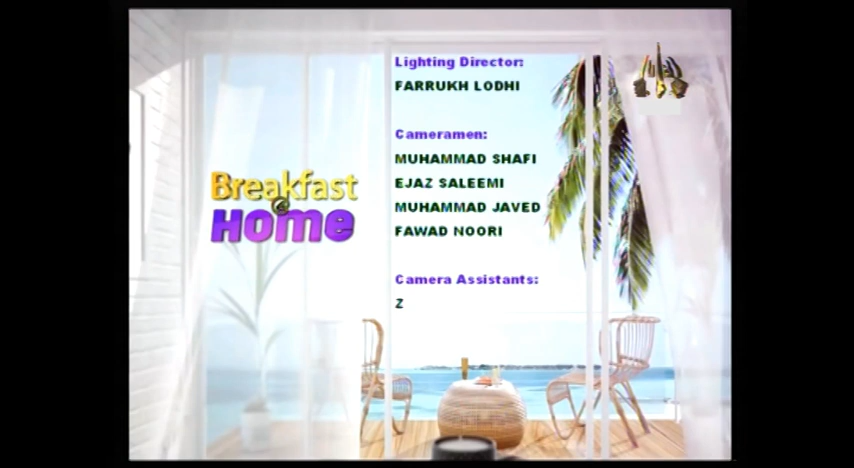 Breakfast
@
Home
Lighting Director:
FARRUKH LODHI
Cameramen:
MUHAMMAD SHAFI
EJAZ SALEEMI
MUHAMMAD JAVED
FAWAD NOORI
Camera Assistants:
Z